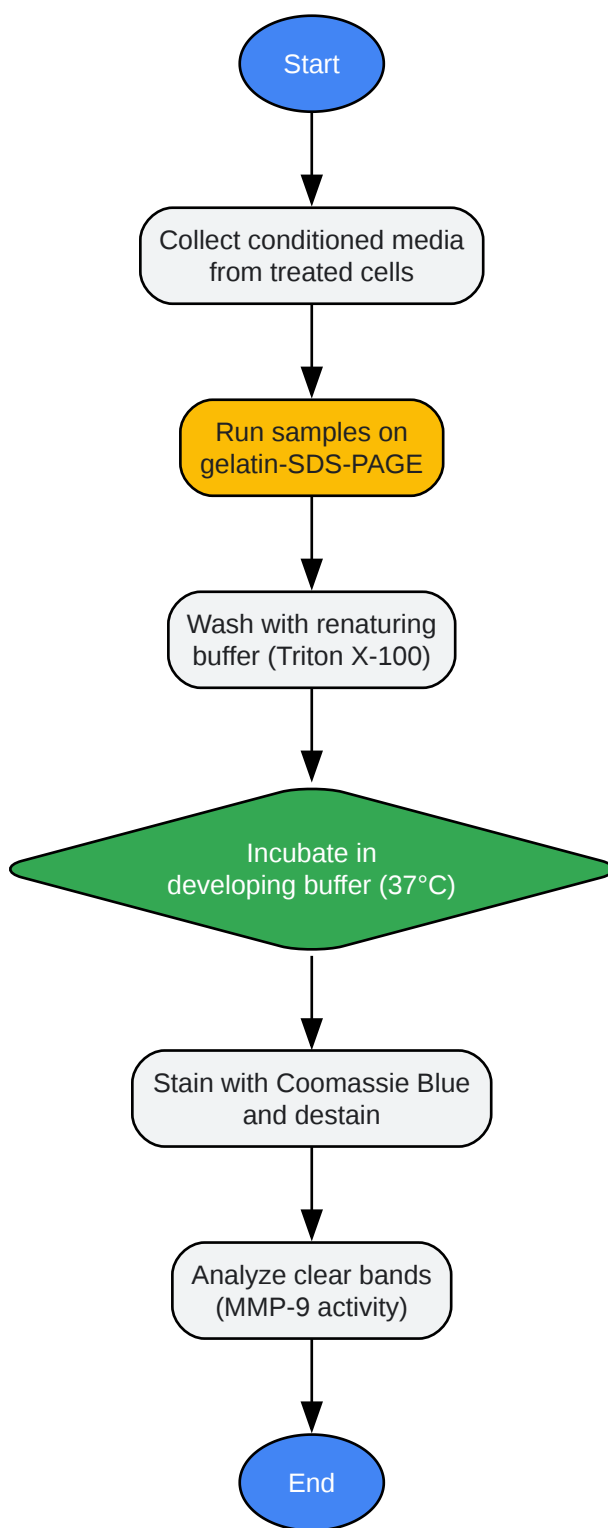 Start
Collect conditioned media
from treated cells
Run samples on
gelatin-SDS-PAGE
Wash with renaturing
buffer (Triton X-100)
Incubate in
developing buffer (37°C)
Stain with Coomassie Blue
and destain
Analyze clear bands
(MMP-9 activity)
End